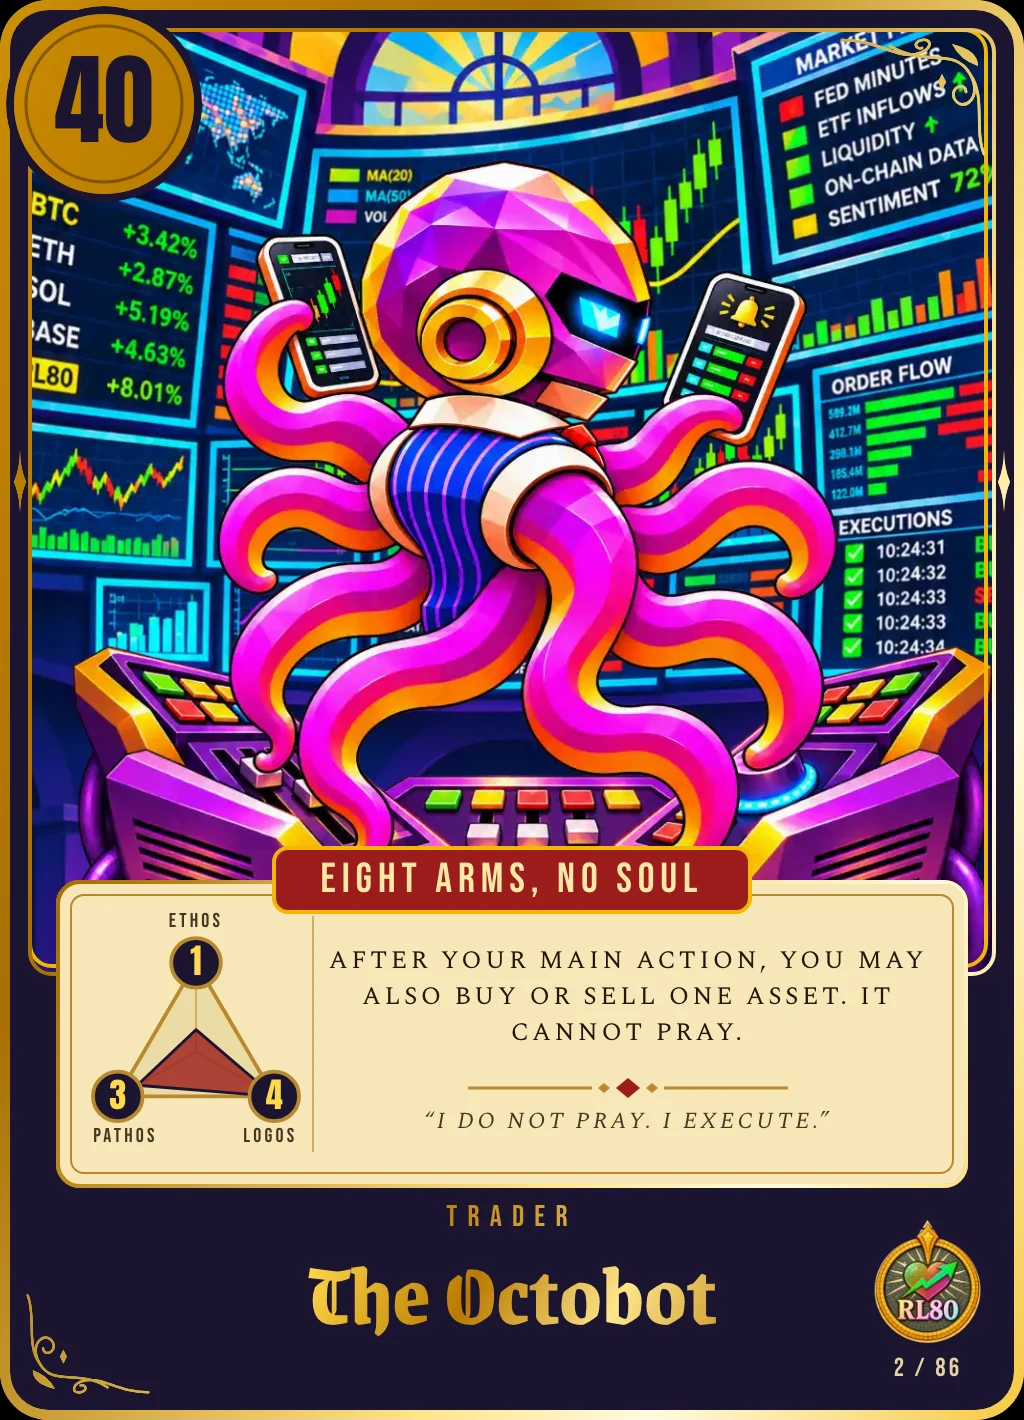 40
BTC +3.42%
ETH +2.87%
SOL +5.19%
BASE +4.63%
RL80 +8.01%
MA(20)
MA(50)
VOL
MARKET
FED MINUTES
ETF INFLOWS ↑
LIQUIDITY ↑
ON-CHAIN DATA
SENTIMENT 72%
ORDER FLOW
589.2M
412.7M
290.1M
185.4M
122.0M
EXECUTIONS
10:24:31
10:24:32
10:24:33
10:24:33
10:24:34
EIGHT ARMS, NO SOUL
ETHOS
1
3
4
PATHOS
LOGOS
AFTER YOUR MAIN ACTION, YOU MAY
ALSO BUY OR SELL ONE ASSET. IT
CANNOT PRAY.
“I DO NOT PRAY. I EXECUTE.”
TRADER
The Octobot
RL80
2 / 86